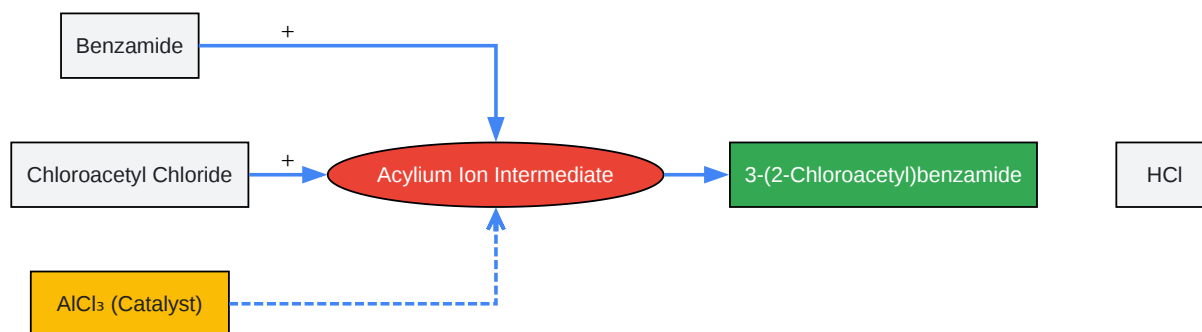 Benzamide
+
Chloroacetyl Chloride
+
Acylium Ion Intermediate
3-(2-Chloroacetyl)benzamide
HCl
AlCl₃ (Catalyst)